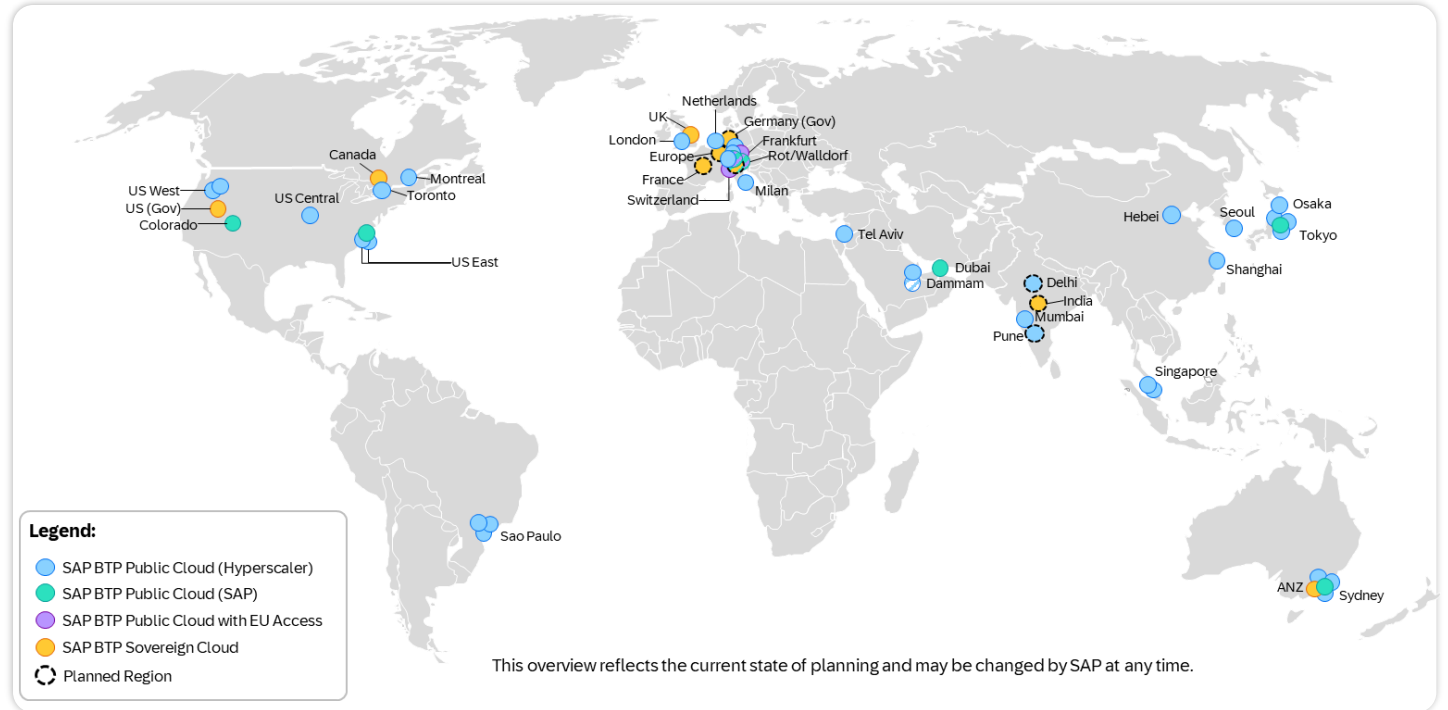 Netherlands
UK
Germany (Gov)
London
Frankfurt
Europe
Rot/Walldorf
Canada
France
Montreal
US West
Milan
Toronto
US Central
Switzerland
US (Gov)
Osaka
Seoul
Hebei
Colorado
Tel Aviv
Tokyo
US East
Dubai
Shanghai
Dammam
Delhi
India
Mumbai
Pune
Singapore
Legend:
Sao Paulo
SAP BTP Public Cloud (Hyperscaler)
SAP BTP Public Cloud (SAP)
ANZ
Sydney
SAP BTP Public Cloud with EU Access
SAP BTP Sovereign Cloud
Planned Region
This overview reflects the current state of planning and may be changed by SAP at any time.